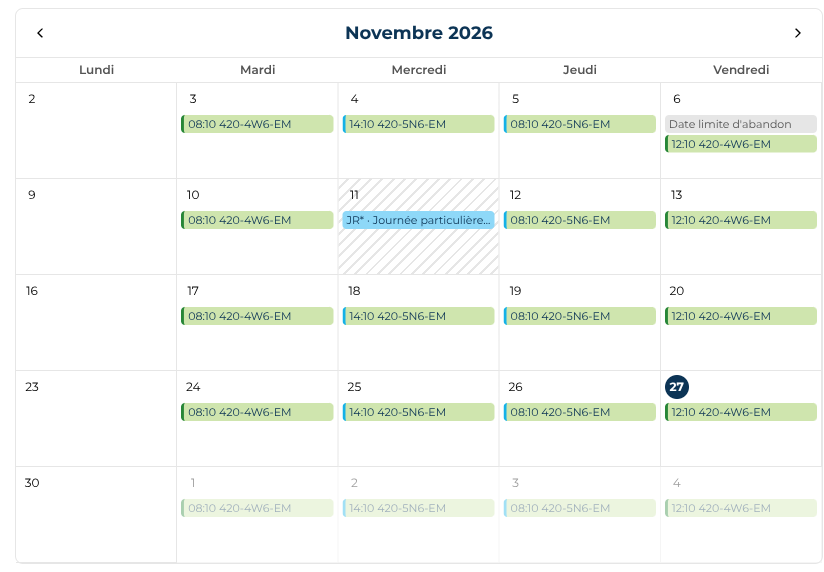 Novembre 2026
Lundi Mardi Mercredi Jeudi Vendredi
2 3 4 5 6
08:10 420-4W6-EM 14:10 420-5N6-EM 08:10 420-5N6-EM Date limite d'abandon
12:10 420-4W6-EM
9 10 11 12 13
08:10 420-4W6-EM JR* · Journée particulière... 08:10 420-5N6-EM 12:10 420-4W6-EM
16 17 18 19 20
08:10 420-4W6-EM 14:10 420-5N6-EM 08:10 420-5N6-EM 12:10 420-4W6-EM
23 24 25 26 27
08:10 420-4W6-EM 14:10 420-5N6-EM 08:10 420-5N6-EM 12:10 420-4W6-EM
30 1 2 3 4
08:10 420-4W6-EM 14:10 420-5N6-EM 08:10 420-5N6-EM 12:10 420-4W6-EM